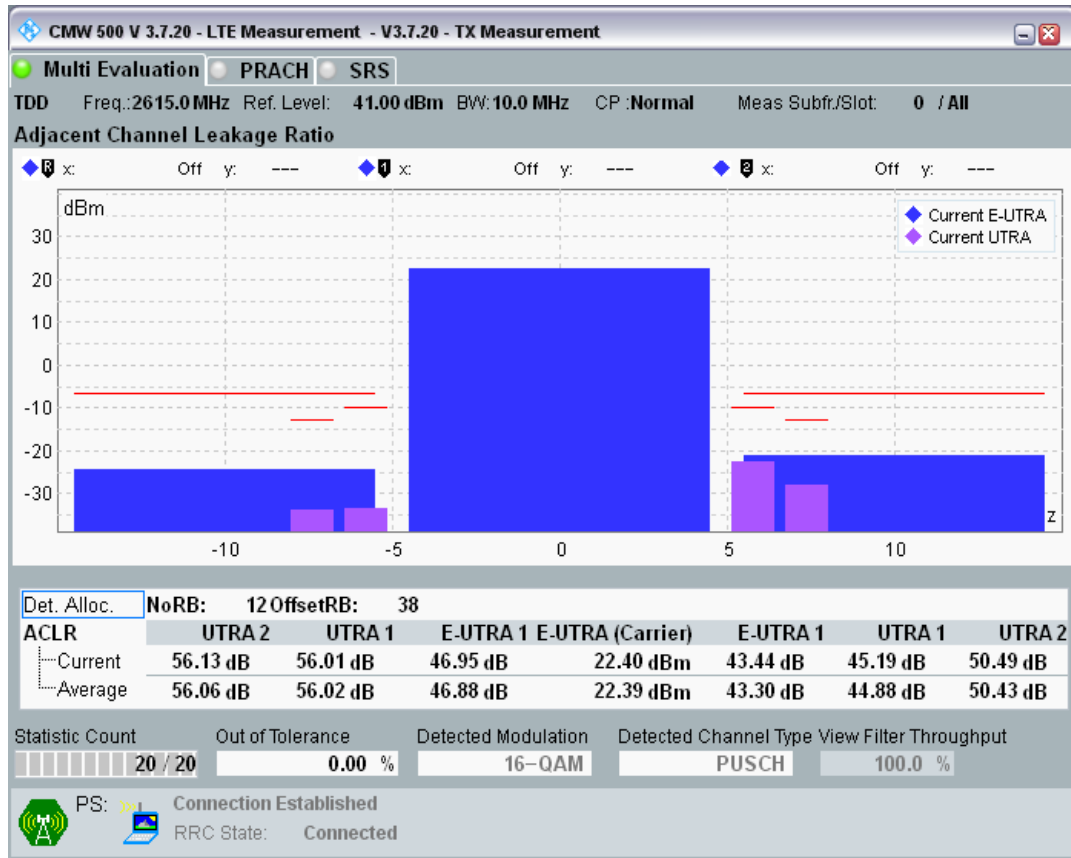 CMW 500 V 3.7.20 - LTE Measurement - V3.7.20 - TX Measurement
Multi Evaluation PRACH SRS
TDD Freq.:2615.0 MHz Ref. Level: 41.00 dBm BW:10.0 MHz CP :Normal Meas Subfr./Slot: 0 / All
Adjacent Channel Leakage Ratio
R x: Off y: --- 1 x: Off y: --- 2 x: Off y: ---
dBm
Current E-UTRA
Current UTRA
30
20
10
0
-10
-20
-30
z
-10 -5 0 5 10
Det. Alloc. NoRB: 12 OffsetRB: 38
ACLR UTRA 2 UTRA 1 E-UTRA 1 E-UTRA (Carrier) E-UTRA 1 UTRA 1 UTRA 2
Current 56.13 dB 56.01 dB 46.95 dB 22.40 dBm 43.44 dB 45.19 dB 50.49 dB
Average 56.06 dB 56.02 dB 46.88 dB 22.39 dBm 43.30 dB 44.88 dB 50.43 dB
Statistic Count Out of Tolerance Detected Modulation Detected Channel Type View Filter Throughput
20 / 20 0.00 % 16-QAM PUSCH 100.0 %
PS: Connection Established
RRC State: Connected